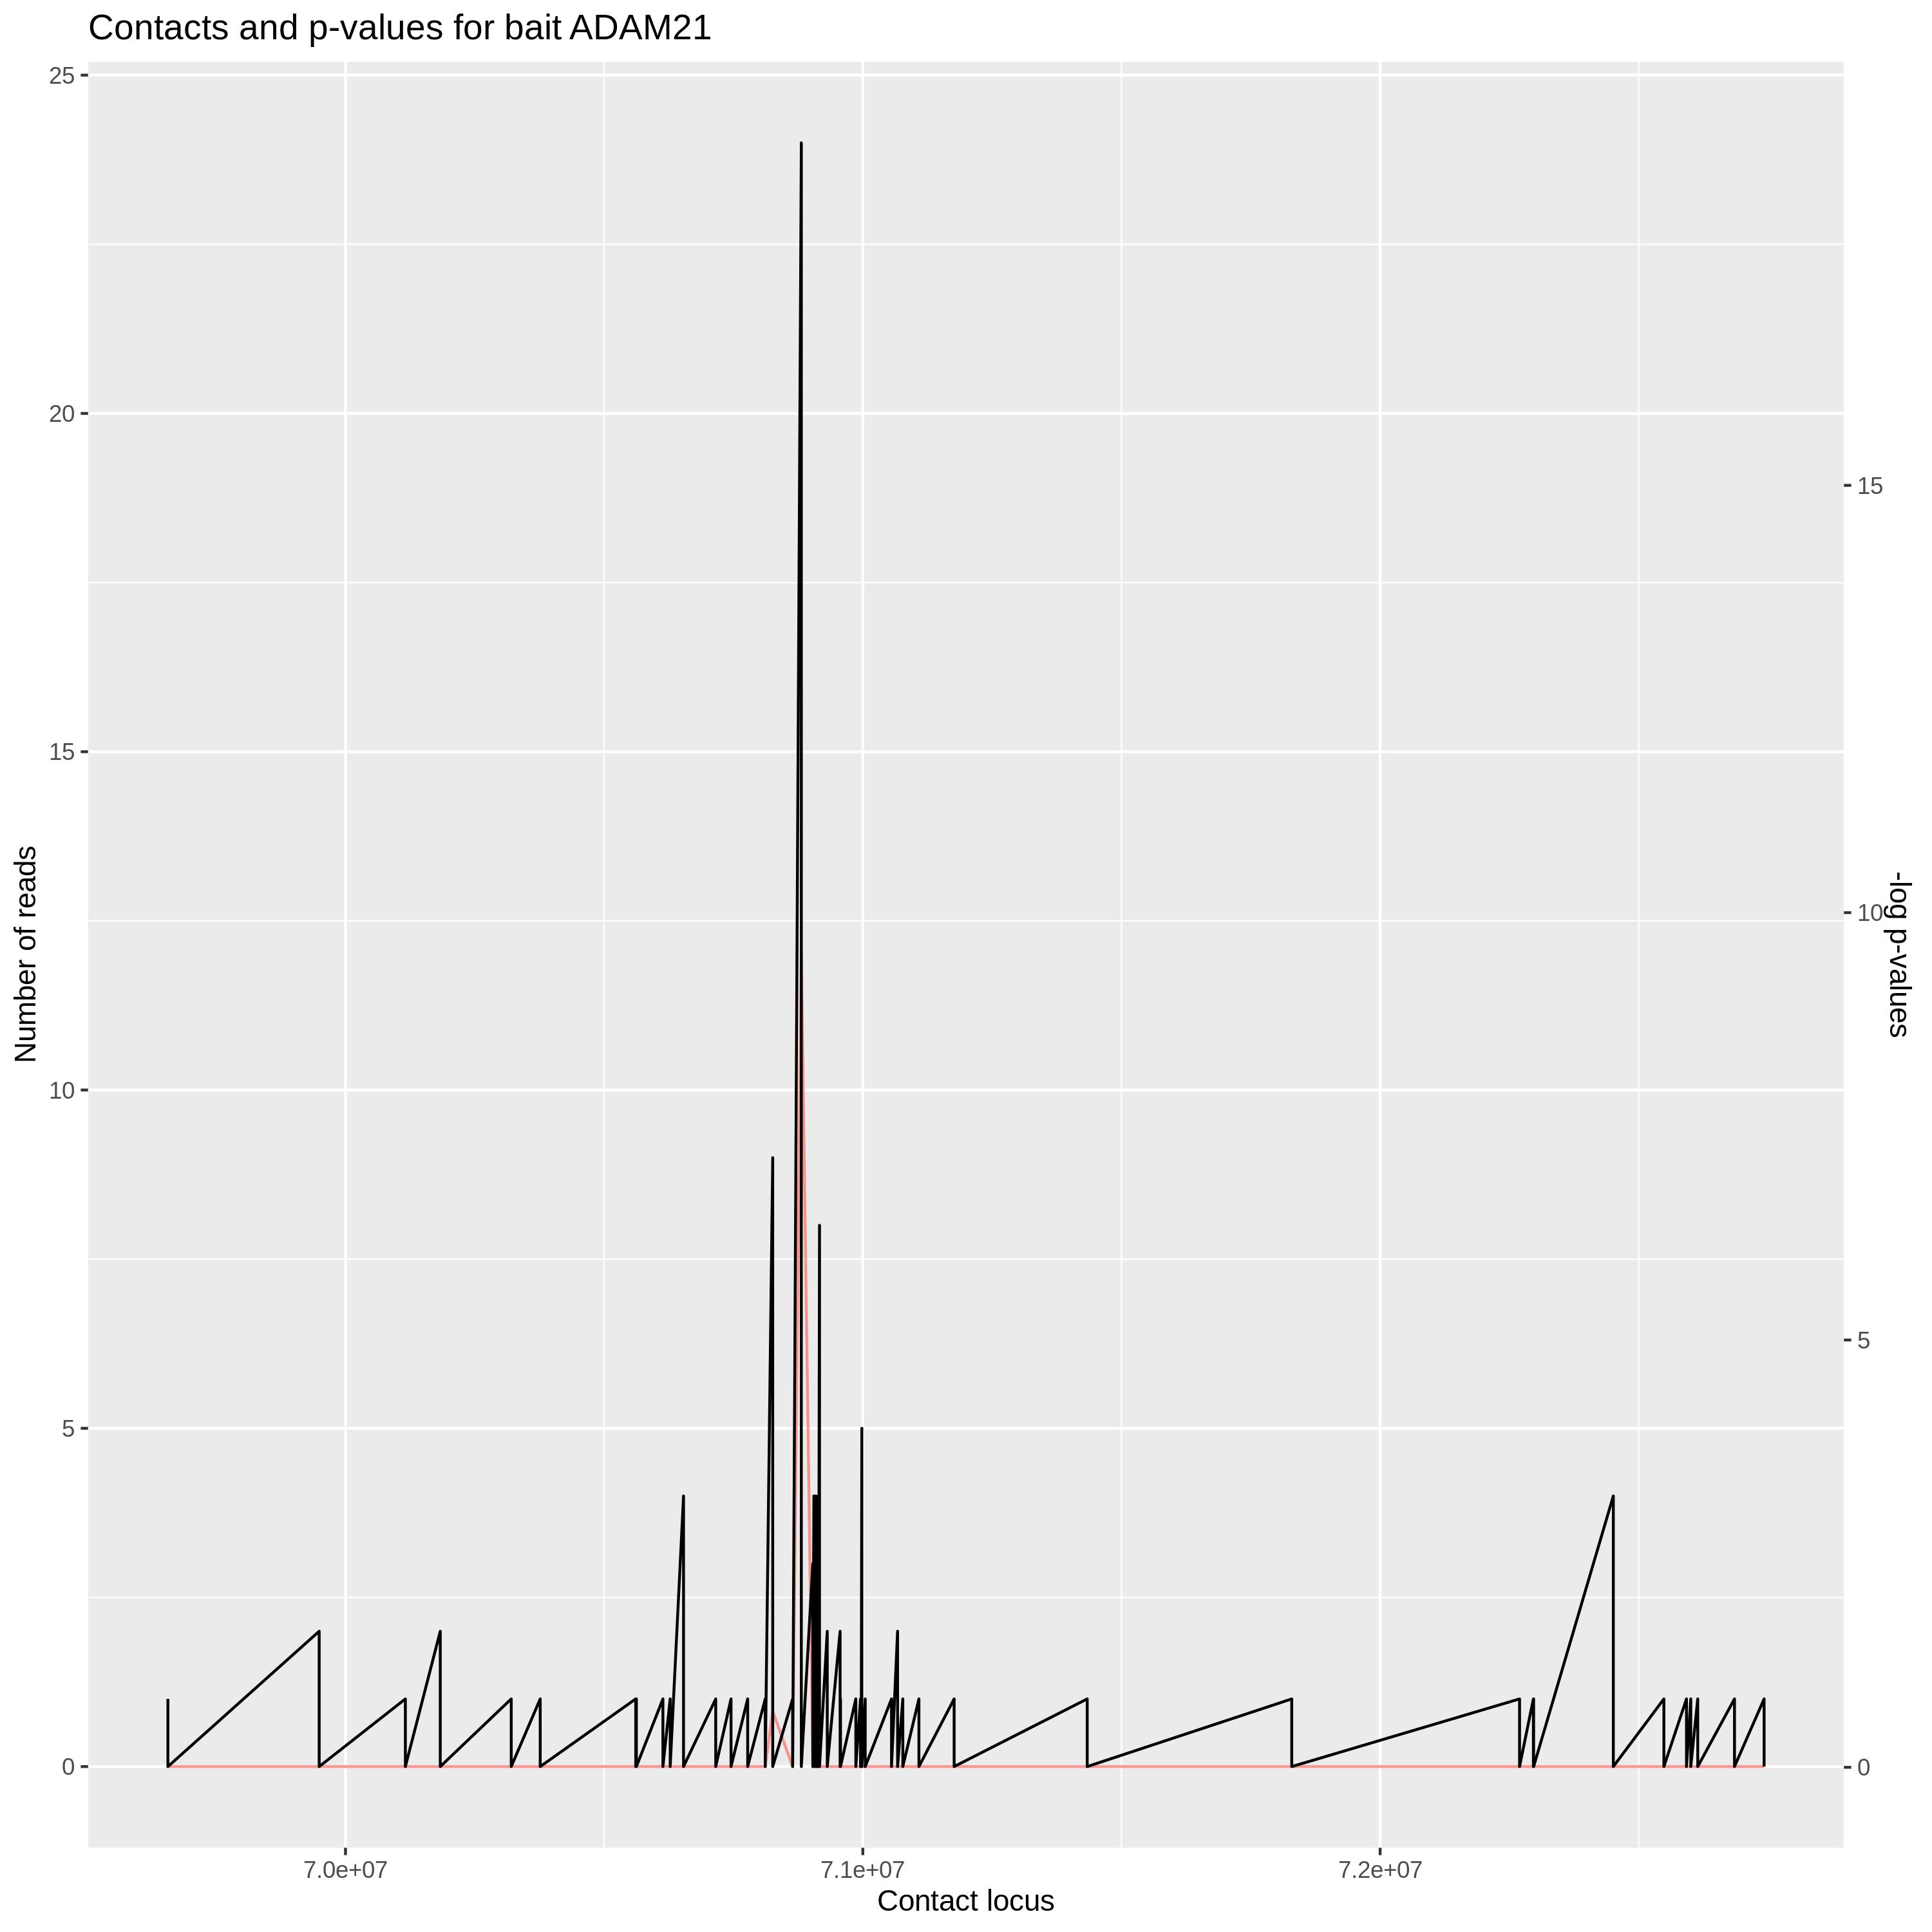 Contacts and p-values for bait ADAM21
25
20
15
10
5
0
Number of reads
15
10
5
0
-log p-values
7.0e+07
7.1e+07
7.2e+07
Contact locus